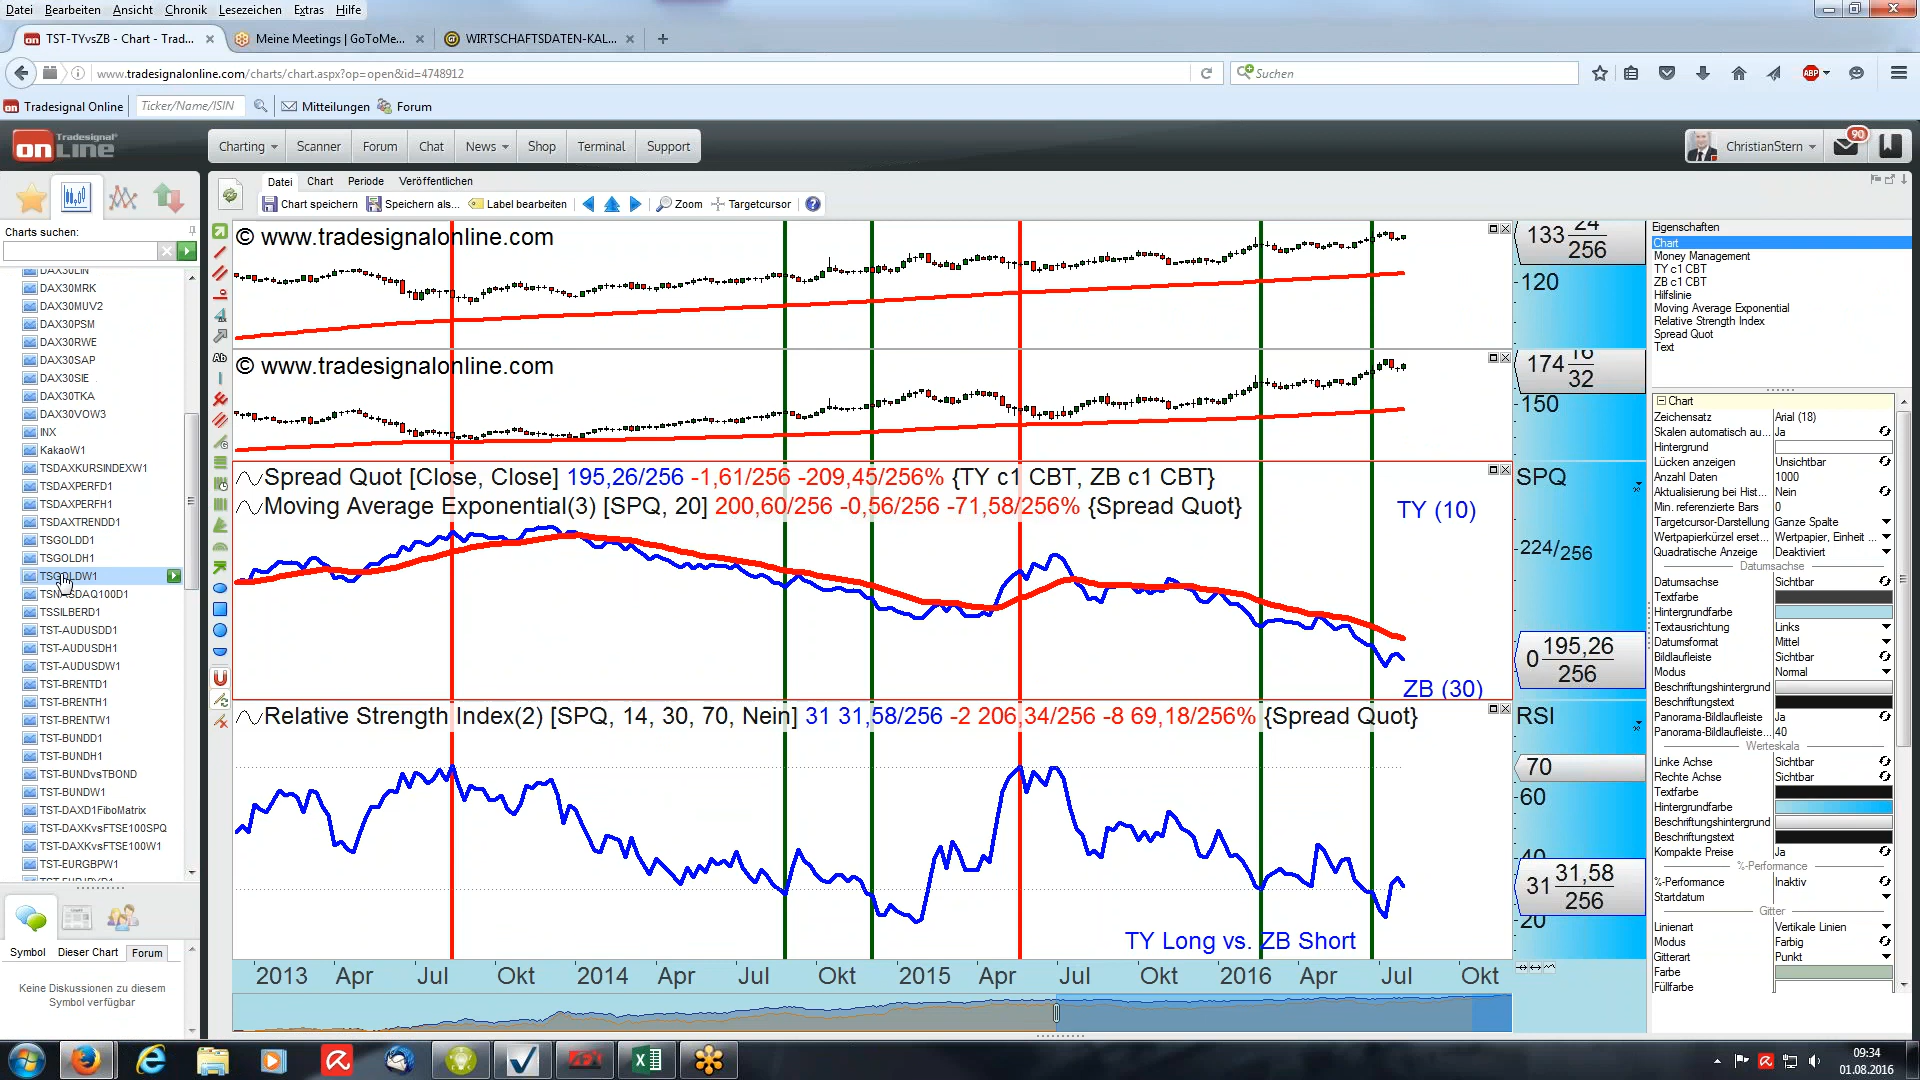 Datei Bearbeiten Ansicht Chronik Lesezeichen Extras Hilfe
TST-TYvsZB - Chart - Trad... Meine Meetings | GoToMe... WIRTSCHAFTSDATEN-KAL...
www.tradesignalonline.com/charts/chart.aspx?op=open&id=4748912 Suchen
Tradesignal Online Ticker/Name/ISIN Mitteilungen Forum
Tradesignal
on LINE
Charting Scanner Forum Chat News Shop Terminal Support
ChristianStern 90
Datei Chart Periode Veröffentlichen
Chart speichern Speichern als... Label bearbeiten Zoom Targetcursor
Charts suchen:
DAX30LIN
DAX30MRK
DAX30MUV2
DAX30PSM
DAX30RWE
DAX30SAP
DAX30SIE
DAX30TKA
DAX30VOW3
INX
KakaoW1
TSDAXKURSINDEXW1
TSDAXPERFD1
TSDAXPERFH1
TSDAXTRENDD1
TSGOLDD1
TSGOLDH1
TSGOLDW1
TSNASDAQ100D1
TSSILBERD1
TST-AUDUSDD1
TST-AUDUSDH1
TST-AUDUSDW1
TST-BRENTD1
TST-BRENTH1
TST-BRENTW1
TST-BUNDD1
TST-BUNDH1
TST-BUNDvsTBOND
TST-BUNDW1
TST-DAXD1FiboMatrix
TST-DAXKvsFTSE100SPQ
TST-DAXKvsFTSE100W1
TST-EURGBPW1
Symbol Dieser Chart Forum
Keine Diskussionen zu diesem
Symbol verfügbar
© www.tradesignalonline.com
133 24/256
120
© www.tradesignalonline.com
174 16/32
150
Spread Quot [Close, Close] 195,26/256 -1,61/256 -209,45/256% {TY c1 CBT, ZB c1 CBT}
Moving Average Exponential(3) [SPQ, 20] 200,60/256 -0,56/256 -71,58/256% {Spread Quot}
TY (10)
ZB (30)
SPQ
224/256
0 195,26/256
Relative Strength Index(2) [SPQ, 14, 30, 70, Nein] 31 31,58/256 -2 206,34/256 -8 69,18/256% {Spread Quot}
TY Long vs. ZB Short
RSI
70
60
40
31 31,58/256
20
2013 Apr Jul Okt 2014 Apr Jul Okt 2015 Apr Jul Okt 2016 Apr Jul Okt
Eigenschaften
Chart
Money Management
TY c1 CBT
ZB c1 CBT
Hilfslinie
Moving Average Exponential
Relative Strength Index
Spread Quot
Text
Chart
Zeichensatz Arial (18)
Skalen automatisch au... Ja
Hintergrund
Lücken anzeigen Unsichtbar
Anzahl Daten 1000
Aktualisierung bei Hist... Nein
Min. referenzierte Bars 0
Targetcursor-Darstellung Ganze Spalte
Wertpapierkürzel erset... Wertpapier, Einheit ...
Quadratische Anzeige Deaktiviert
Datumsachse
Datumsachse Sichtbar
Textfarbe
Hintergrundfarbe
Textausrichtung Links
Datumsformat Mittel
Bildlaufleiste Sichtbar
Modus Normal
Beschriftungshintergrund
Beschriftungstext
Panorama-Bildlaufleiste Ja
Panorama-Bildlaufleiste... 40
Werteskala
Linke Achse Sichtbar
Rechte Achse Sichtbar
Textfarbe
Hintergrundfarbe
Beschriftungshintergrund
Beschriftungstext
Kompakte Preise Ja
%-Performance
%-Performance Inaktiv
Startdatum
Gitter
Linienart Vertikale Linien
Modus Farbig
Gitterart Punkt
Farbe
Füllfarbe
09:34
01.08.2016